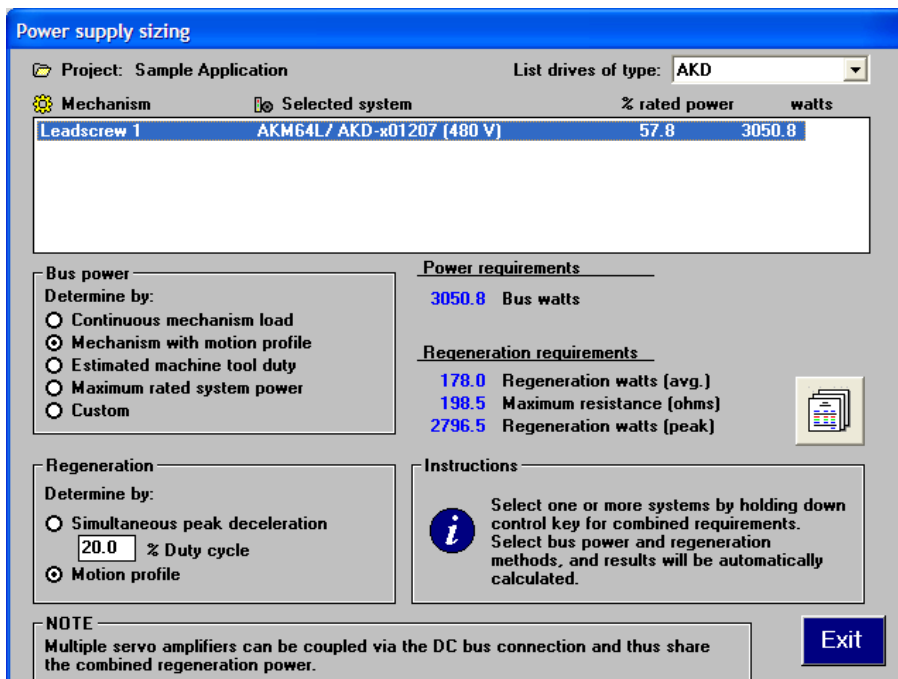 Power supply sizing
Project: Sample Application
List drives of type: AKD
Mechanism Selected system % rated power watts
Leadscrew 1 AKM64L/ AKD-x01207 (480 V) 57.8 3050.8
Bus power
Determine by:
Continuous mechanism load
Mechanism with motion profile
Estimated machine tool duty
Maximum rated system power
Custom
Power requirements
3050.8 Bus watts
Regeneration requirements
178.0 Regeneration watts (avg.)
198.5 Maximum resistance (ohms)
2796.5 Regeneration watts (peak)
Regeneration
Determine by:
Simultaneous peak deceleration
20.0 % Duty cycle
Motion profile
Instructions
i
Select one or more systems by holding down
control key for combined requirements.
Select bus power and regeneration
methods, and results will be automatically
calculated.
NOTE
Multiple servo amplifiers can be coupled via the DC bus connection and thus share
the combined regeneration power.
Exit